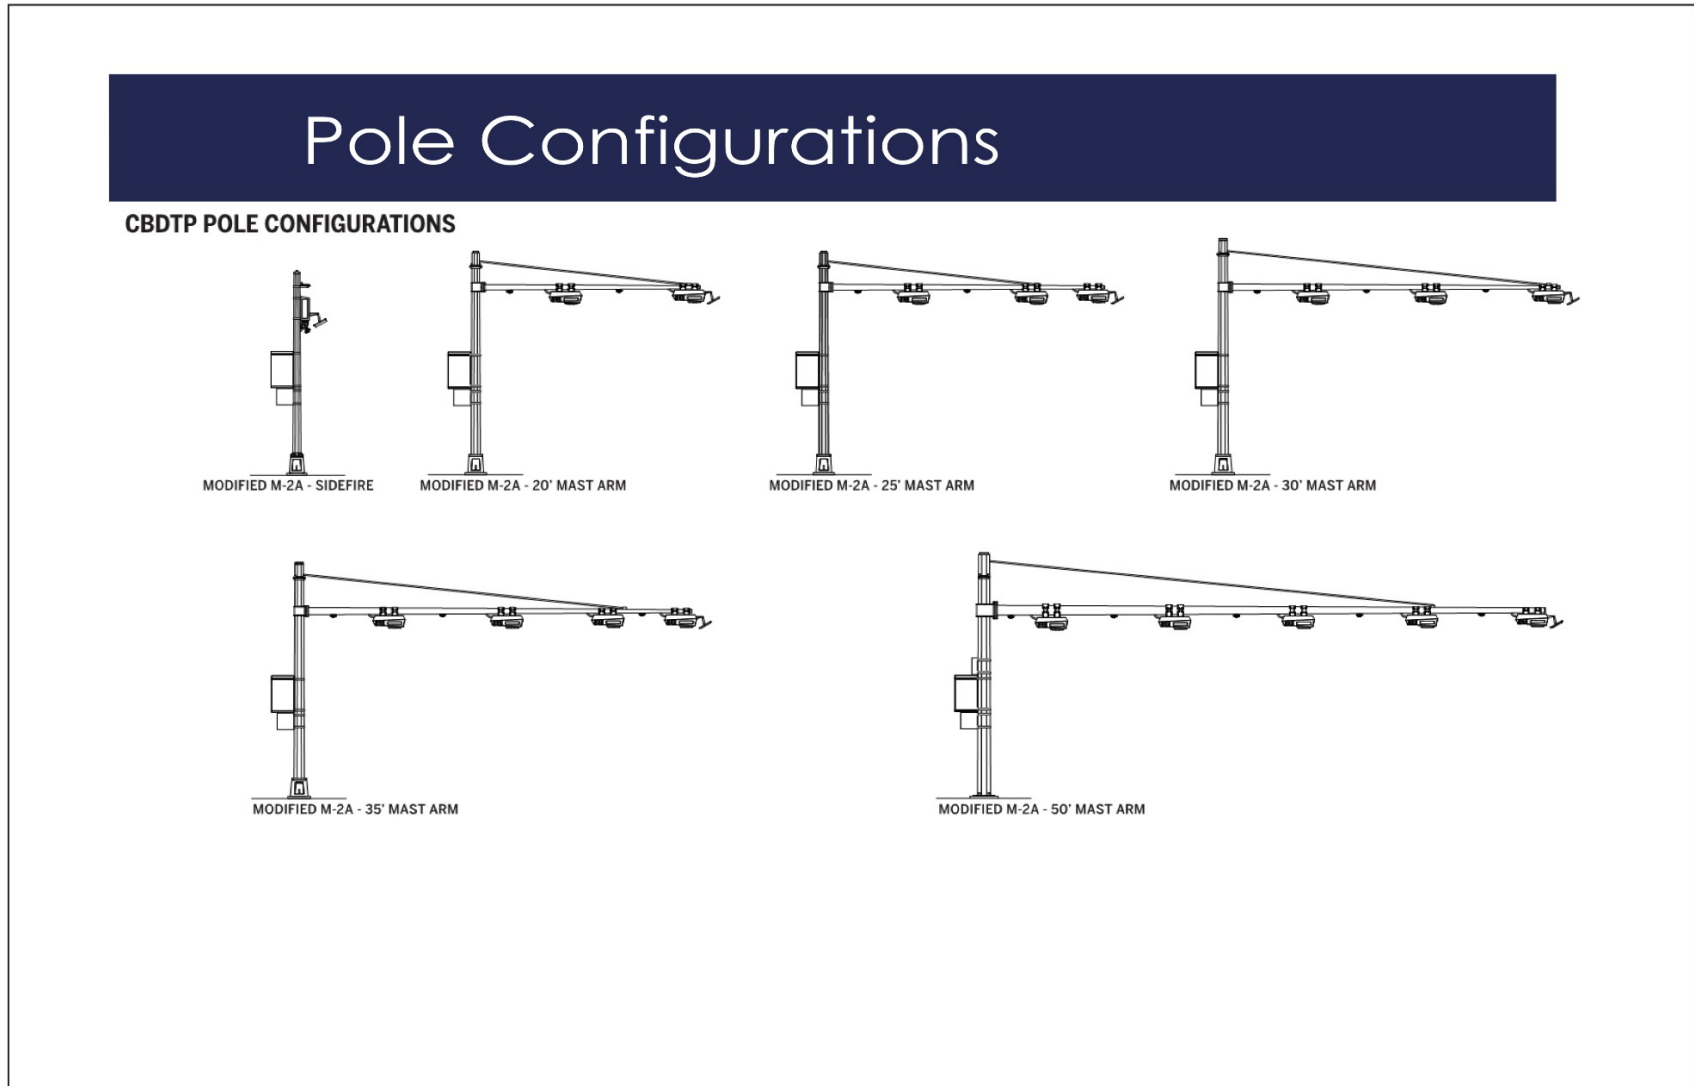 Pole Configurations
CBDTP POLE CONFIGURATIONS
MODIFIED M-2A - SIDEFIRE
MODIFIED M-2A - 20' MAST ARM
MODIFIED M-2A - 25' MAST ARM
MODIFIED M-2A - 30' MAST ARM
MODIFIED M-2A - 35' MAST ARM
MODIFIED M-2A - 50' MAST ARM